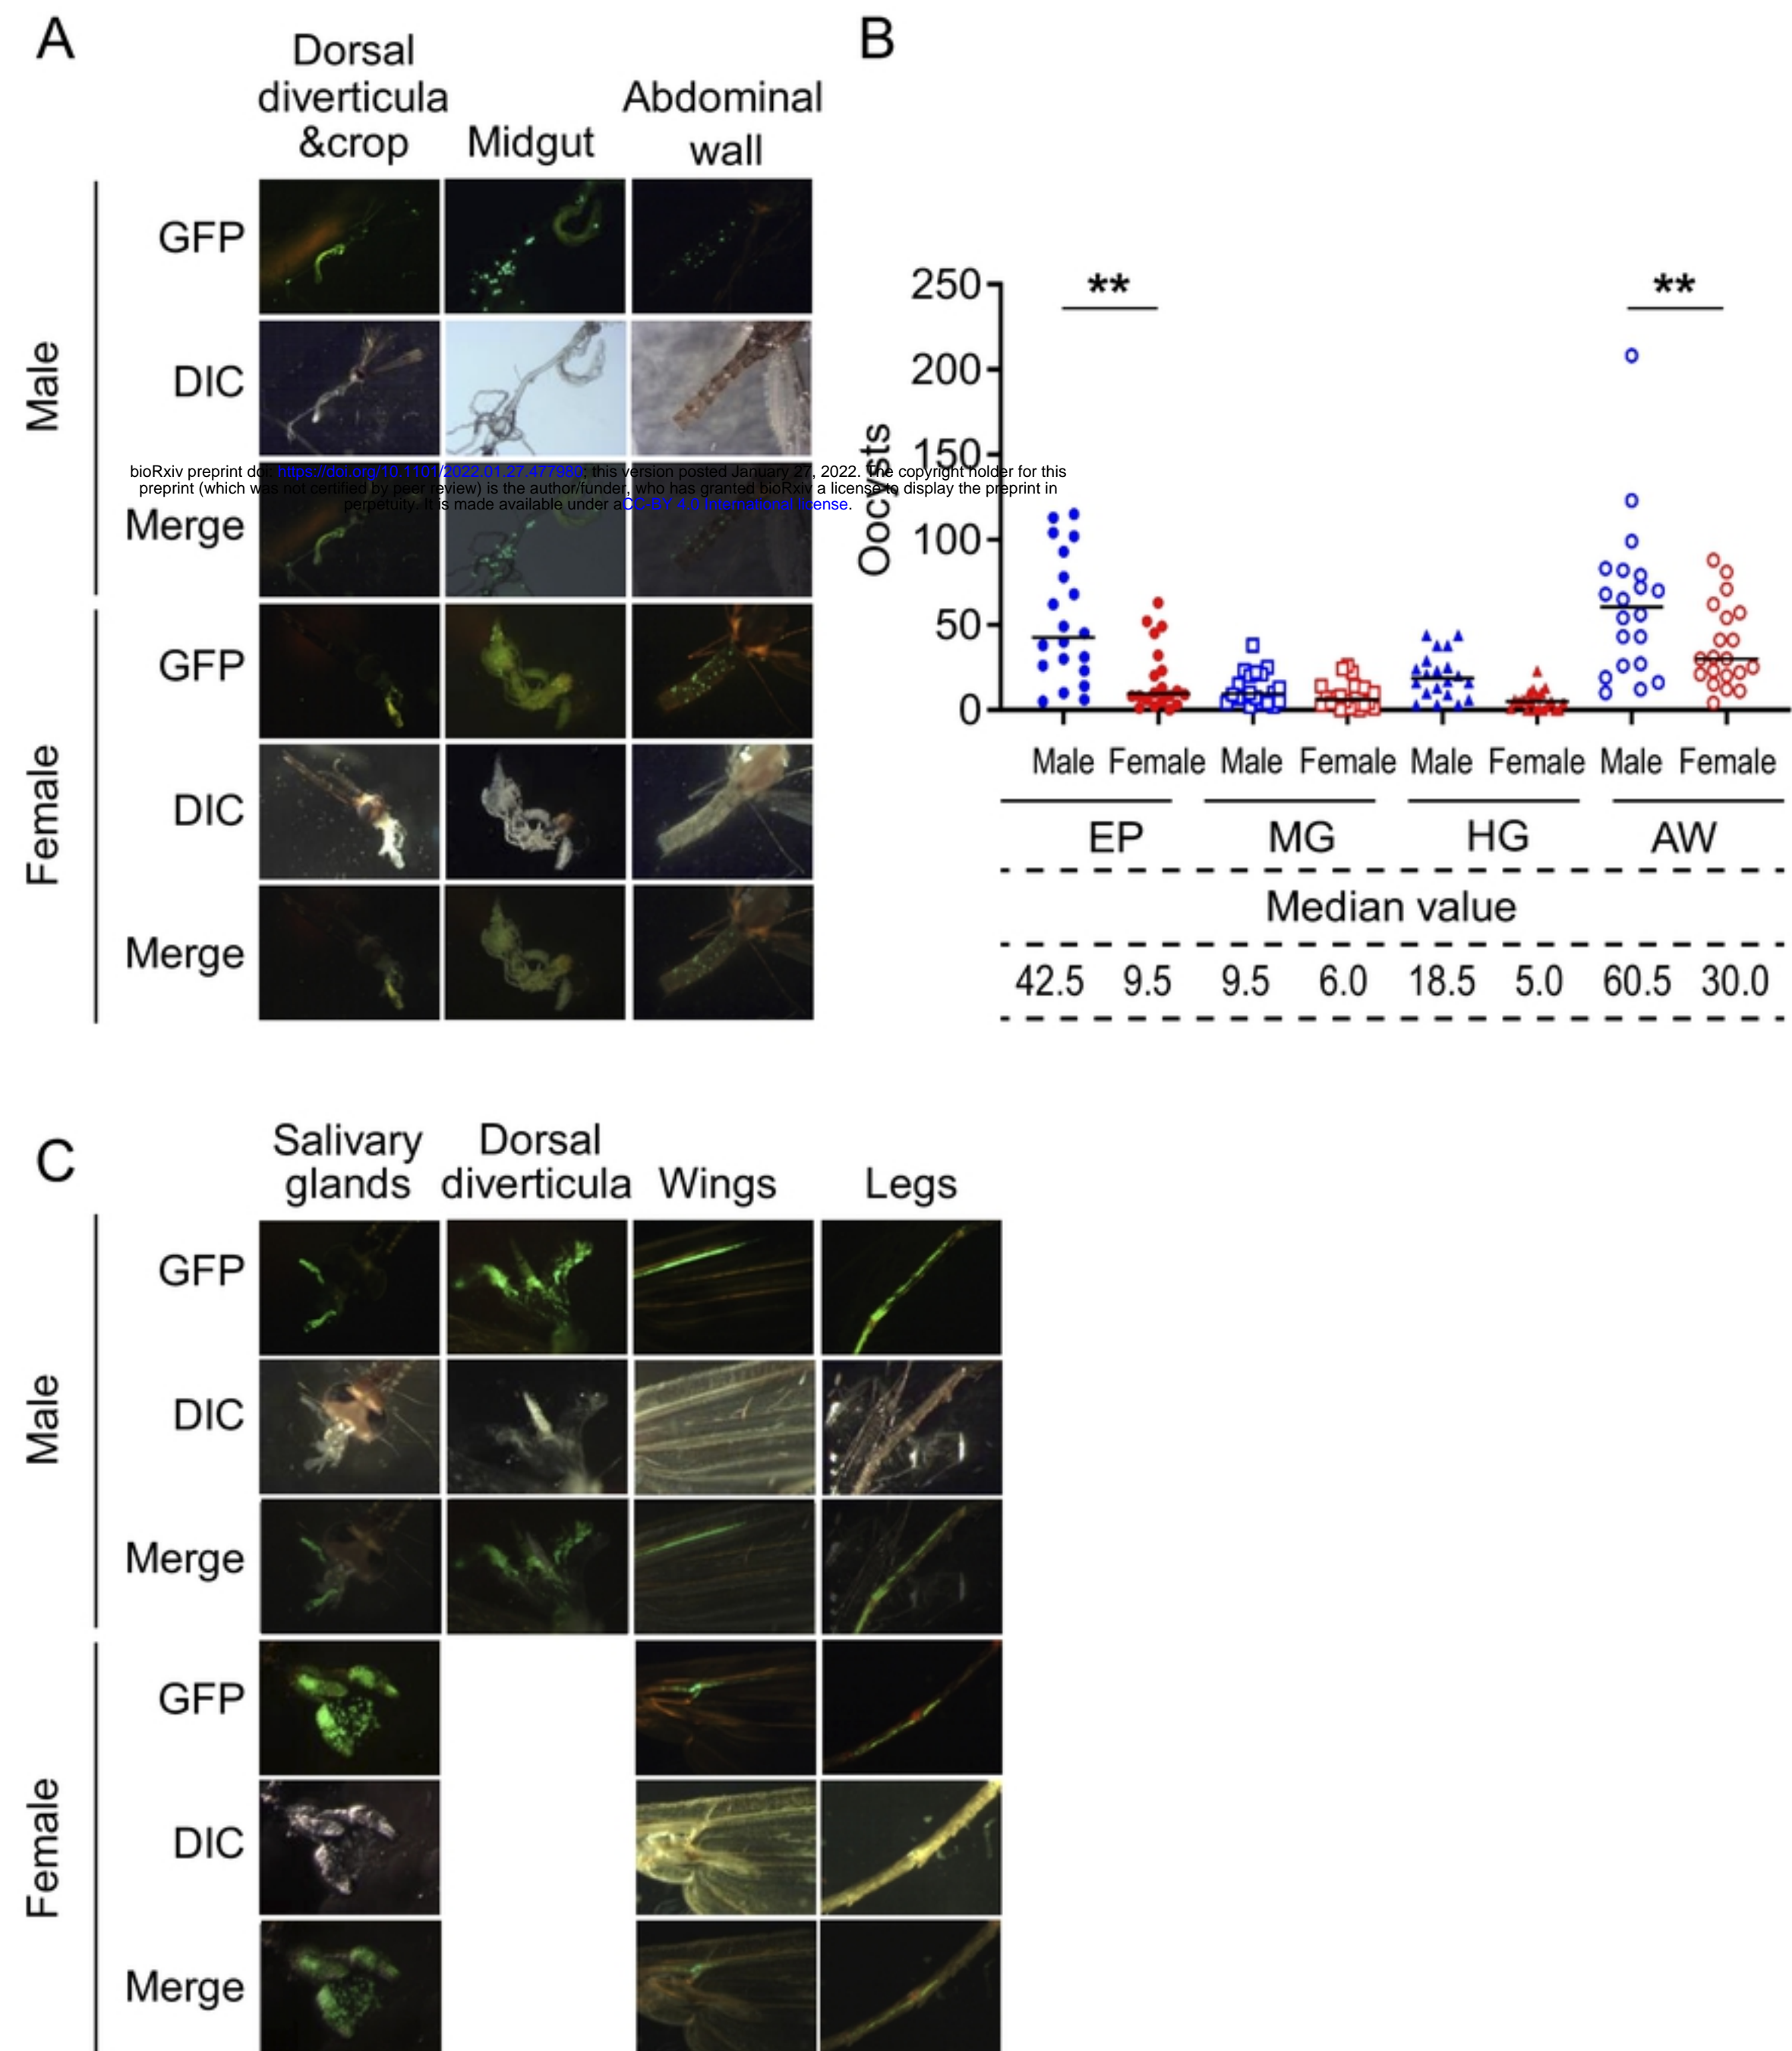 A
Dorsal
diverticula
&crop
Midgut
Abdominal
wall
Male
GFP
DIC
Merge
Female
GFP
DIC
Merge
bioRxiv preprint doi: https://doi.org/10.1101/2022.01.27.477980; this version posted January 27, 2022. The copyright holder for this
preprint (which was not certified by peer review) is the author/funder, who has granted bioRxiv a license to display the preprint in
perpetuity. It is made available under aCC-BY 4.0 International license.
B
Oocysts
250
200
150
100
50
0
**
**
Male Female Male Female Male Female Male Female
EP MG HG AW
Median value
42.5 9.5 9.5 6.0 18.5 5.0 60.5 30.0
C
Salivary
glands
Dorsal
diverticula
Wings
Legs
Male
GFP
DIC
Merge
Female
GFP
DIC
Merge